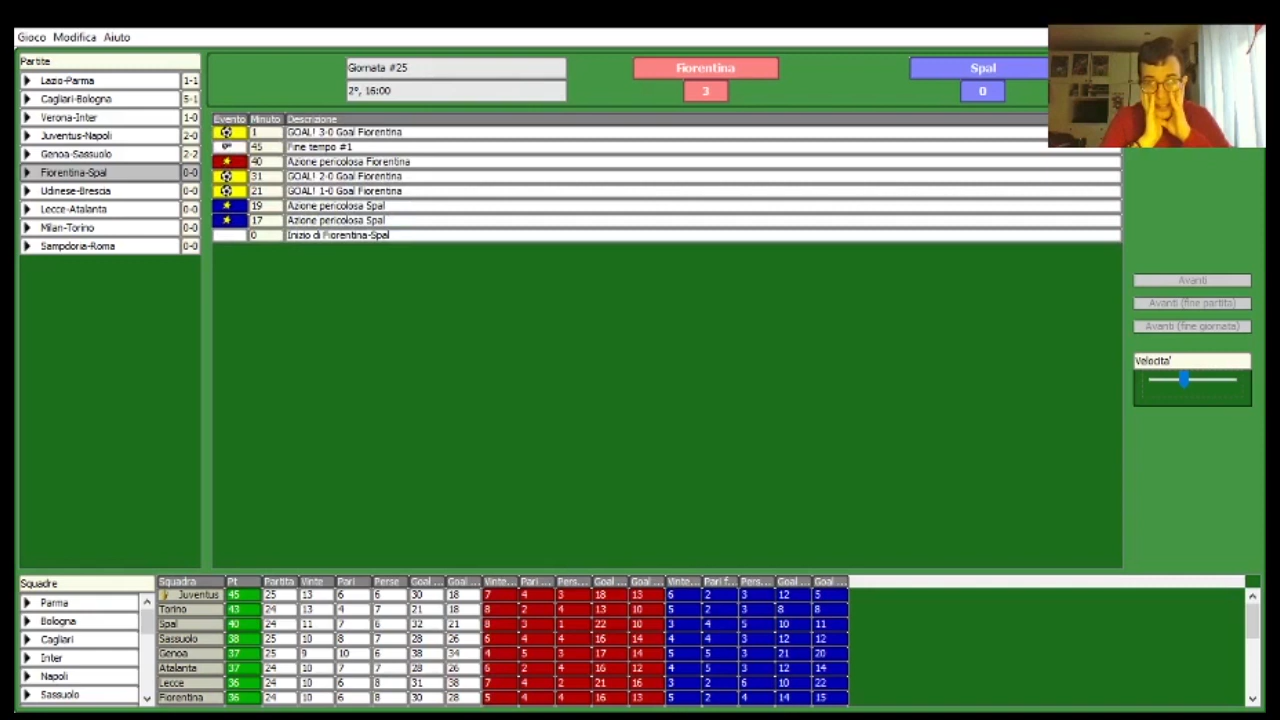 Gioco Modifica Aiuto
Partite
Lazio-Parma 1-1
Cagliari-Bologna 5-1
Verona-Inter 1-0
Juventus-Napoli 2-0
Genoa-Sassuolo 2-2
Fiorentina-Spal 0-0
Udinese-Brescia 0-0
Lecce-Atalanta 0-0
Milan-Torino 0-0
Sampdoria-Roma 0-0
Giornata #25
2°, 16:00
Fiorentina
3
Spal
0
Evento Minuto Descrizione
1 GOAL! 3-0 Goal Fiorentina
45 Fine tempo #1
40 Azione pericolosa Fiorentina
31 GOAL! 2-0 Goal Fiorentina
21 GOAL! 1-0 Goal Fiorentina
19 Azione pericolosa Spal
17 Azione pericolosa Spal
0 Inizio di Fiorentina-Spal
Avanti
Avanti (fine partita)
Avanti (fine giornata)
Velocita'
Squadre
Parma
Bologna
Cagliari
Inter
Napoli
Sassuolo
Squadra Pt Partita Vinte Pari Perse Goal ... Goal ... Vinte... Pari ... Pers... Goal ... Goal ... Vinte... Pari f... Pers... Goal ... Goal ...
Juventus 45 25 13 6 6 30 18 7 4 3 18 13 6 2 3 12 5
Torino 43 24 13 4 7 21 18 8 2 4 13 10 5 2 3 8 8
Spal 40 24 11 7 6 32 21 8 3 1 22 10 3 4 5 10 11
Sassuolo 38 25 10 8 7 28 26 6 4 4 16 14 4 4 3 12 12
Genoa 37 25 9 10 6 38 34 4 5 3 17 14 5 5 3 21 20
Atalanta 37 24 10 7 7 28 26 6 2 4 16 12 4 5 3 12 14
Lecce 36 24 10 6 8 31 38 7 4 2 21 16 3 2 6 10 22
Fiorentina 36 24 10 6 8 30 28 5 4 4 16 13 5 2 4 14 15